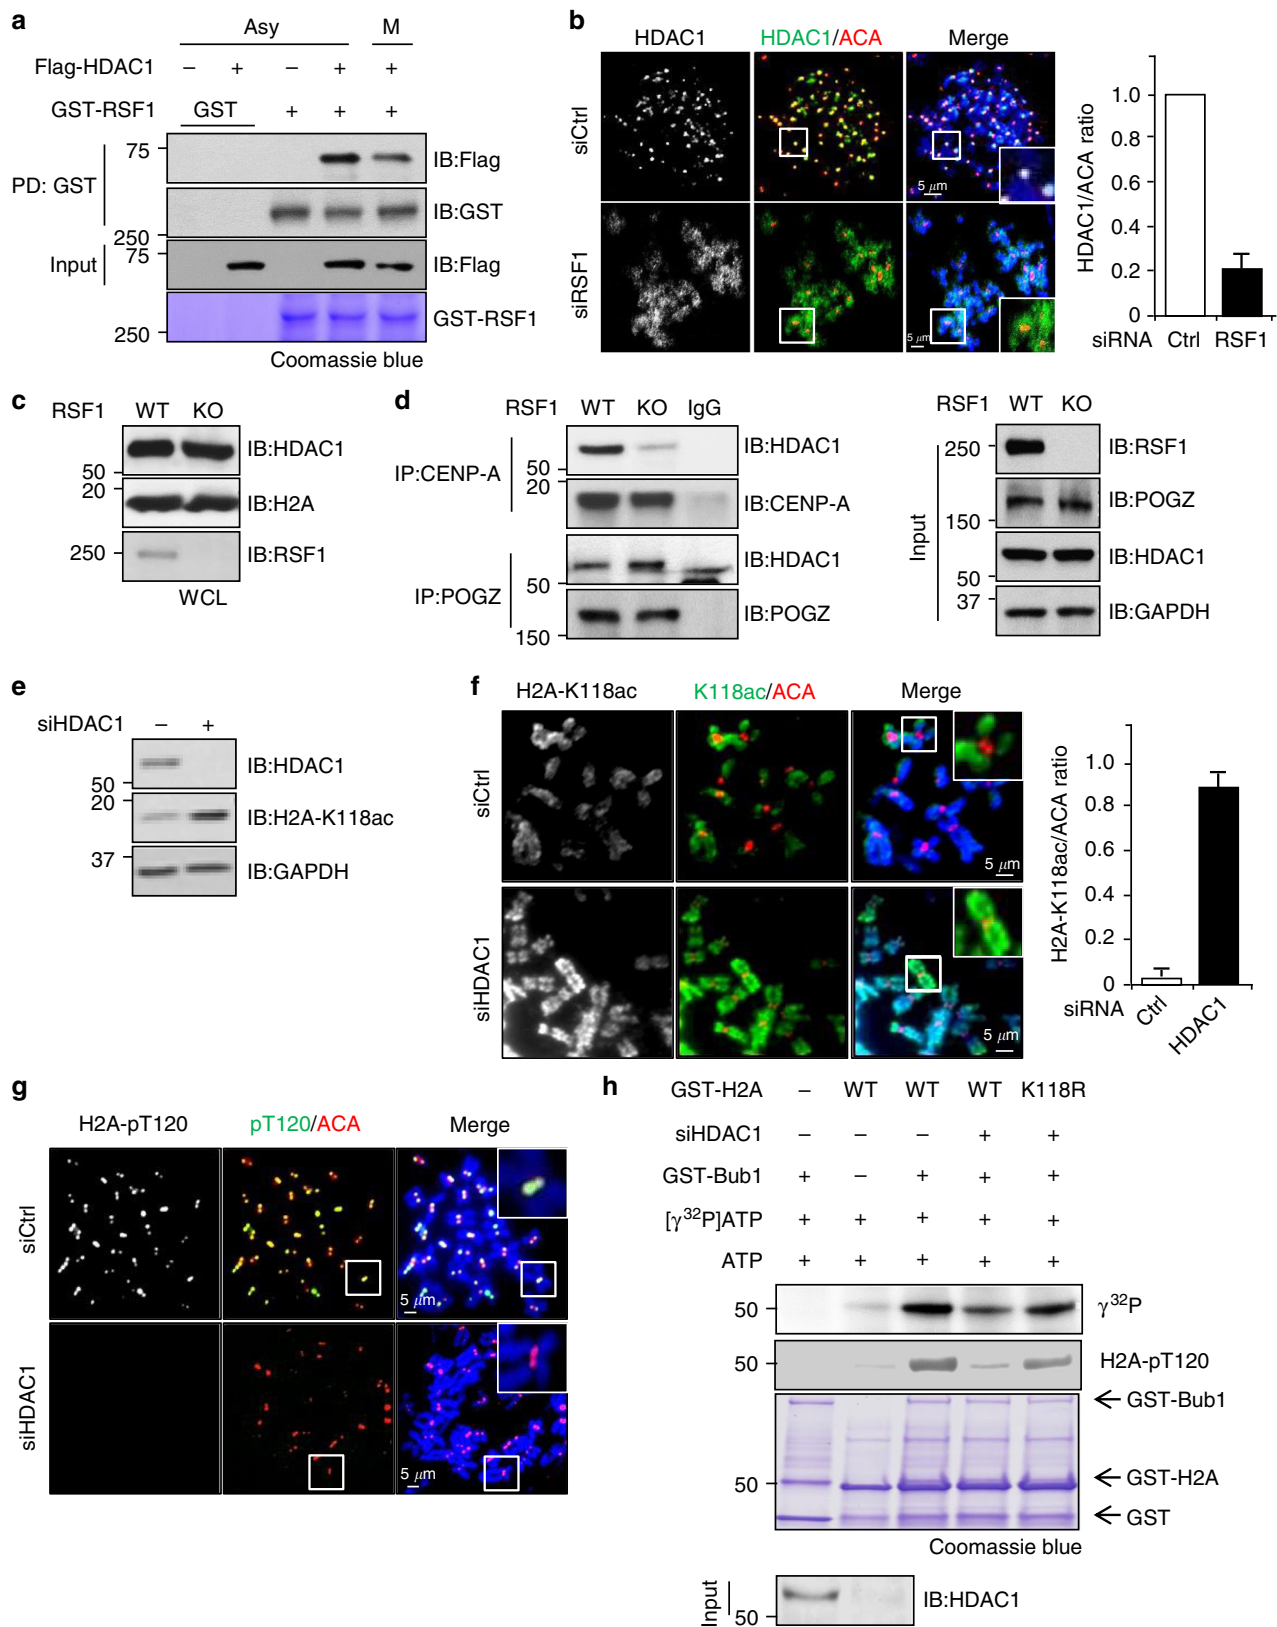 a
Asy M
Flag-HDAC1 – + – + +
GST-RSF1 GST + + +
PD: GST
75
IB:Flag
IB:GST
250
Input
75
IB:Flag
250
GST-RSF1
Coomassie blue
b
HDAC1 HDAC1/ACA Merge
siCtrl
5 μm
siRSF1
5 μm
HDAC1/ACA ratio
1.0
0.8
0.6
0.4
0.2
0
siRNA Ctrl RSF1
c
RSF1 WT KO
IB:HDAC1
50
20
IB:H2A
250
IB:RSF1
WCL
d
RSF1 WT KO IgG
IP:CENP-A
IB:HDAC1
50
20
IB:CENP-A
IP:POGZ
IB:HDAC1
50
IB:POGZ
150
RSF1 WT KO
Input
250
IB:RSF1
IB:POGZ
150
IB:HDAC1
50
37
IB:GAPDH
e
siHDAC1 – +
IB:HDAC1
50
20
IB:H2A-K118ac
37
IB:GAPDH
f
H2A-K118ac K118ac/ACA Merge
siCtrl
5 μm
siHDAC1
5 μm
H2A-K118ac/ACA ratio
1.0
0.8
0.6
0.4
0.2
0
siRNA Ctrl HDAC1
g
H2A-pT120 pT120/ACA Merge
siCtrl
5 μm
siHDAC1
5 μm
h
GST-H2A – WT WT WT K118R
siHDAC1 – – – + +
GST-Bub1 + – + + +
[γ³²P]ATP + + + + +
ATP + + + + +
50 γ³²P
50 H2A-pT120
GST-Bub1
50 GST-H2A
GST
Coomassie blue
Input
50
IB:HDAC1